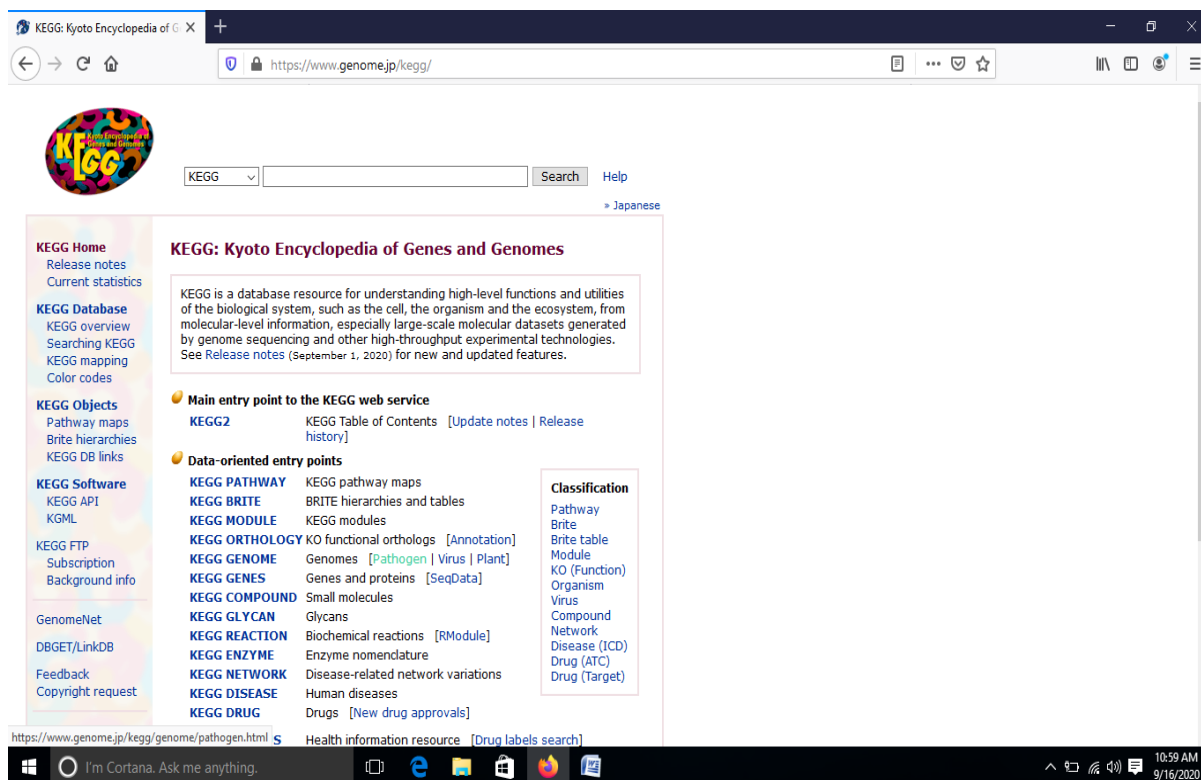 KEGG: Kyoto Encyclopedia of G
https://www.genome.jp/kegg/
KEGG
Kyoto Encyclopedia of
Genes and Genomes
KEGG
Search
Help
» Japanese
KEGG Home
Release notes
Current statistics
KEGG Database
KEGG overview
Searching KEGG
KEGG mapping
Color codes
KEGG Objects
Pathway maps
Brite hierarchies
KEGG DB links
KEGG Software
KEGG API
KGML
KEGG FTP
Subscription
Background info
GenomeNet
DBGET/LinkDB
Feedback
Copyright request
KEGG: Kyoto Encyclopedia of Genes and Genomes
KEGG is a database resource for understanding high-level functions and utilities
of the biological system, such as the cell, the organism and the ecosystem, from
molecular-level information, especially large-scale molecular datasets generated
by genome sequencing and other high-throughput experimental technologies.
See Release notes (September 1, 2020) for new and updated features.
Main entry point to the KEGG web service
KEGG2 KEGG Table of Contents [Update notes | Release
history]
Data-oriented entry points
KEGG PATHWAY KEGG pathway maps
KEGG BRITE BRITE hierarchies and tables
KEGG MODULE KEGG modules
KEGG ORTHOLOGY KO functional orthologs [Annotation]
KEGG GENOME Genomes [Pathogen | Virus | Plant]
KEGG GENES Genes and proteins [SeqData]
KEGG COMPOUND Small molecules
KEGG GLYCAN Glycans
KEGG REACTION Biochemical reactions [RModule]
KEGG ENZYME Enzyme nomenclature
KEGG NETWORK Disease-related network variations
KEGG DISEASE Human diseases
KEGG DRUG Drugs [New drug approvals]
S Health information resource [Drug labels search]
Classification
Pathway
Brite
Brite table
Module
KO (Function)
Organism
Virus
Compound
Network
Disease (ICD)
Drug (ATC)
Drug (Target)
https://www.genome.jp/kegg/genome/pathogen.html
I'm Cortana. Ask me anything.
10:59 AM
9/16/2020